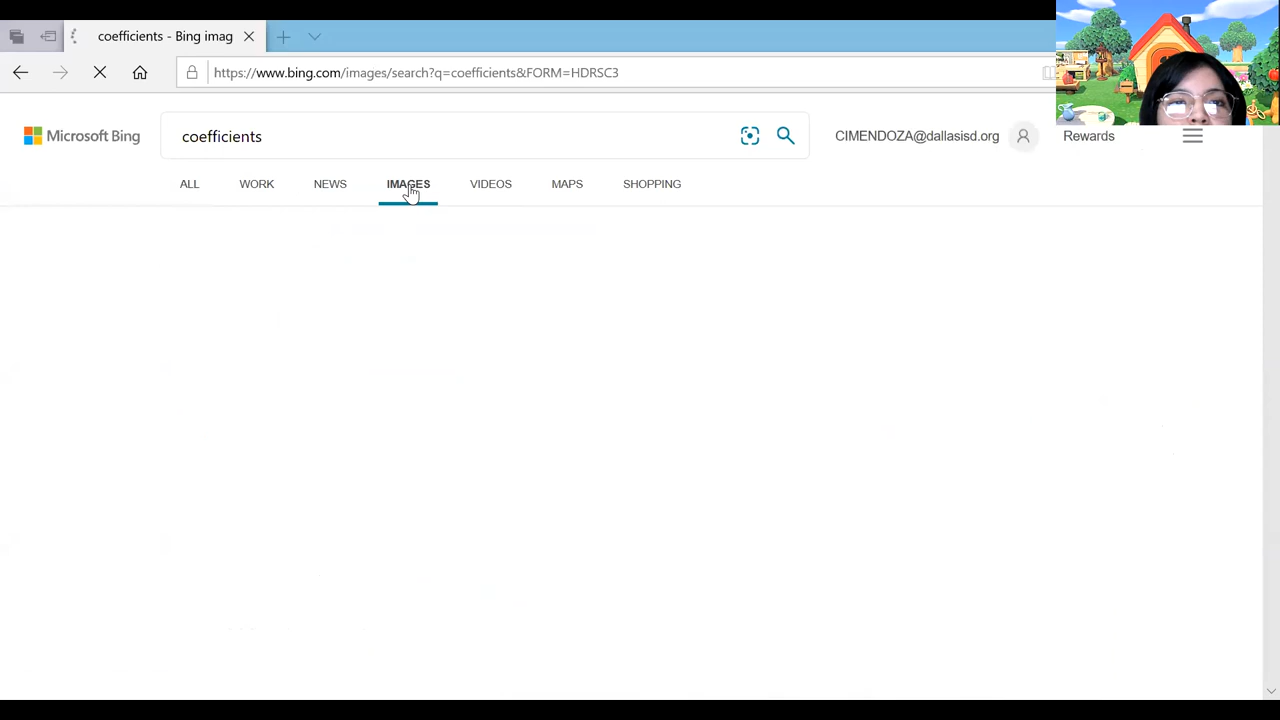 coefficients - Bing imag
https://www.bing.com/images/search?q=coefficients&FORM=HDRSC3
Microsoft Bing
coefficients
CIMENDOZA@dallasisd.org
Rewards
ALL
WORK
NEWS
IMAGES
VIDEOS
MAPS
SHOPPING